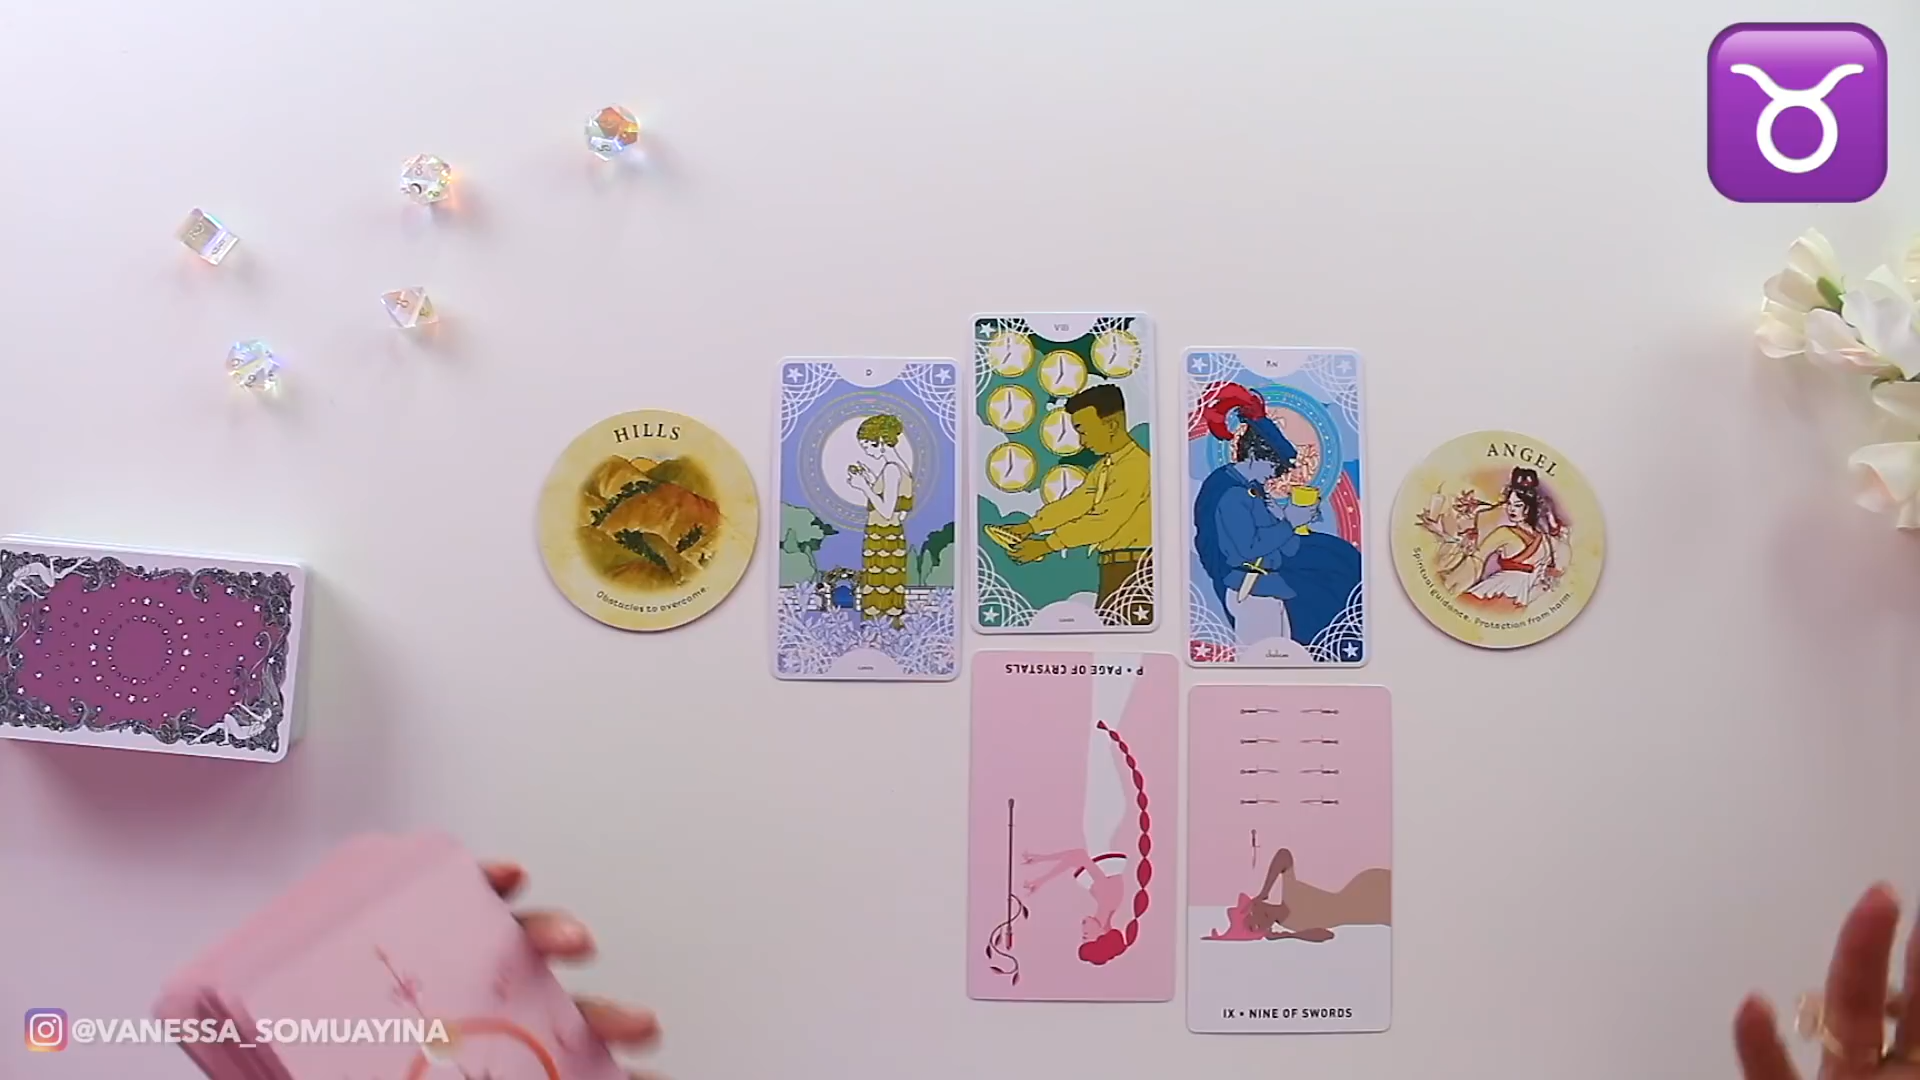 HILLS
Obstacles to overcome.
D
VIII
Kn
ANGEL
Spiritual guidance. Protection from harm.
P • PAGE OF CRYSTALS
IX • NINE OF SWORDS
@VANESSA_SOMUAYINA